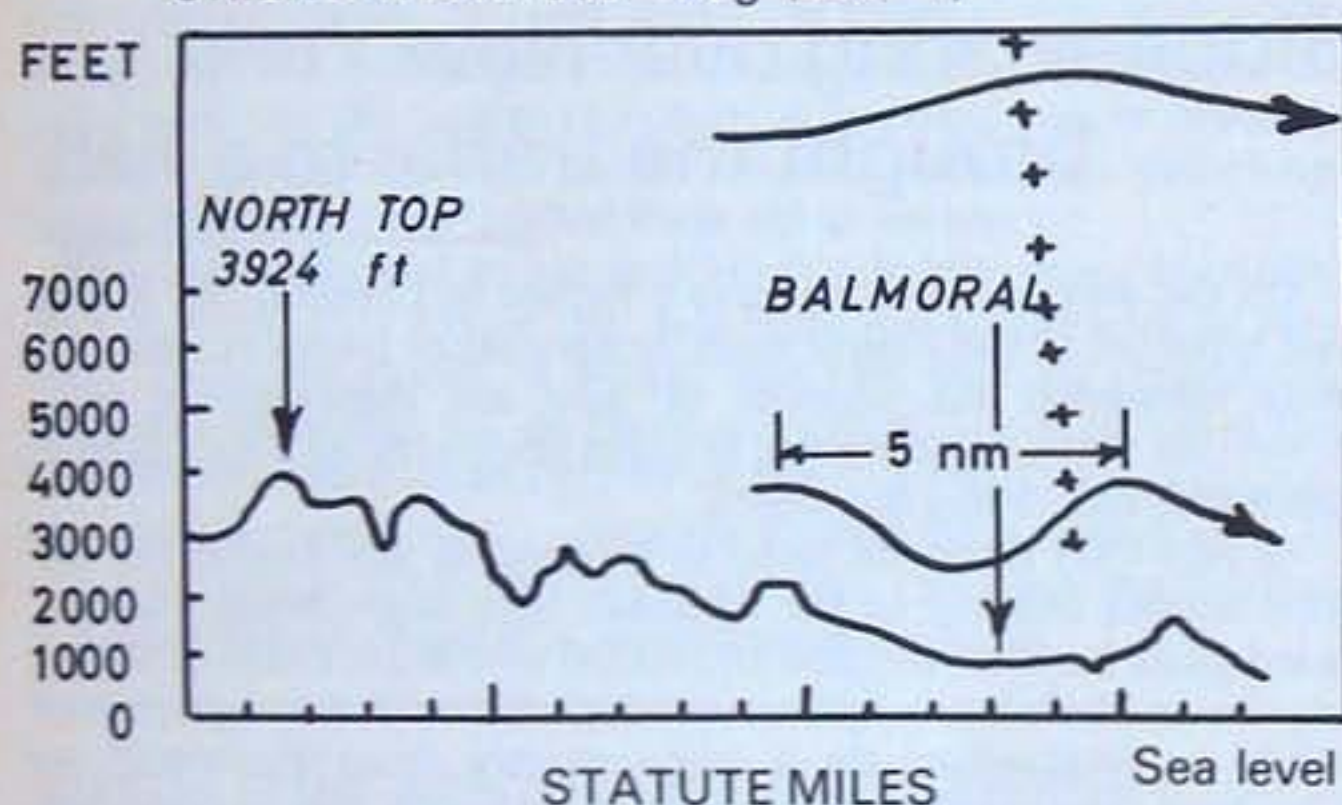 FEET
NORTH TOP
3924 ft
7000
BALMORAL
6000
5000
5 nm
4000
3000
2000
1000
0
STATUTE MILES
Sea level